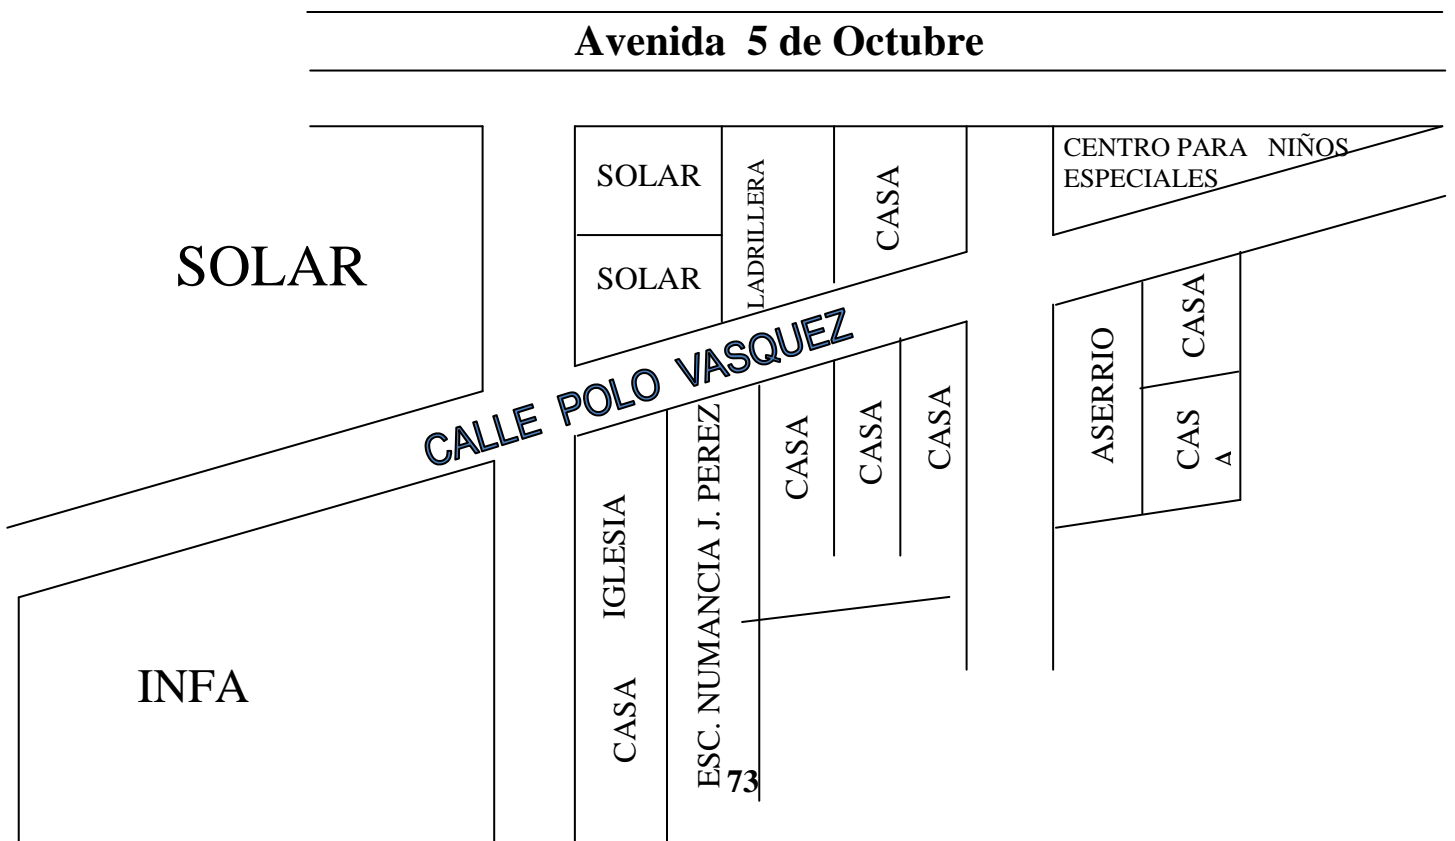 Avenida 5 de Octubre
CENTRO PARA NIÑOS
ESPECIALES
SOLAR
LADRILLERA
CASA
SOLAR
SOLAR
CALLE POLO VASQUEZ
CASA
ASERRIO
CAS
A
IGLESIA
CASA
ESC. NUMANCIA J. PEREZ
CASA
CASA
CASA
INFA
73